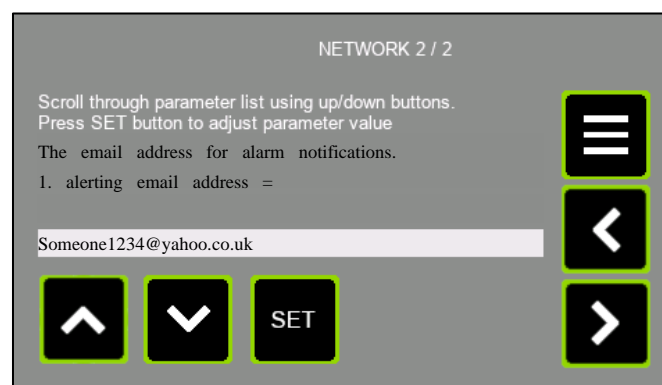 NETWORK 2 / 2
Scroll through parameter list using up/down buttons.
Press SET button to adjust parameter value
The email address for alarm notifications.
1. alerting email address =
Someone1234@yahoo.co.uk
SET